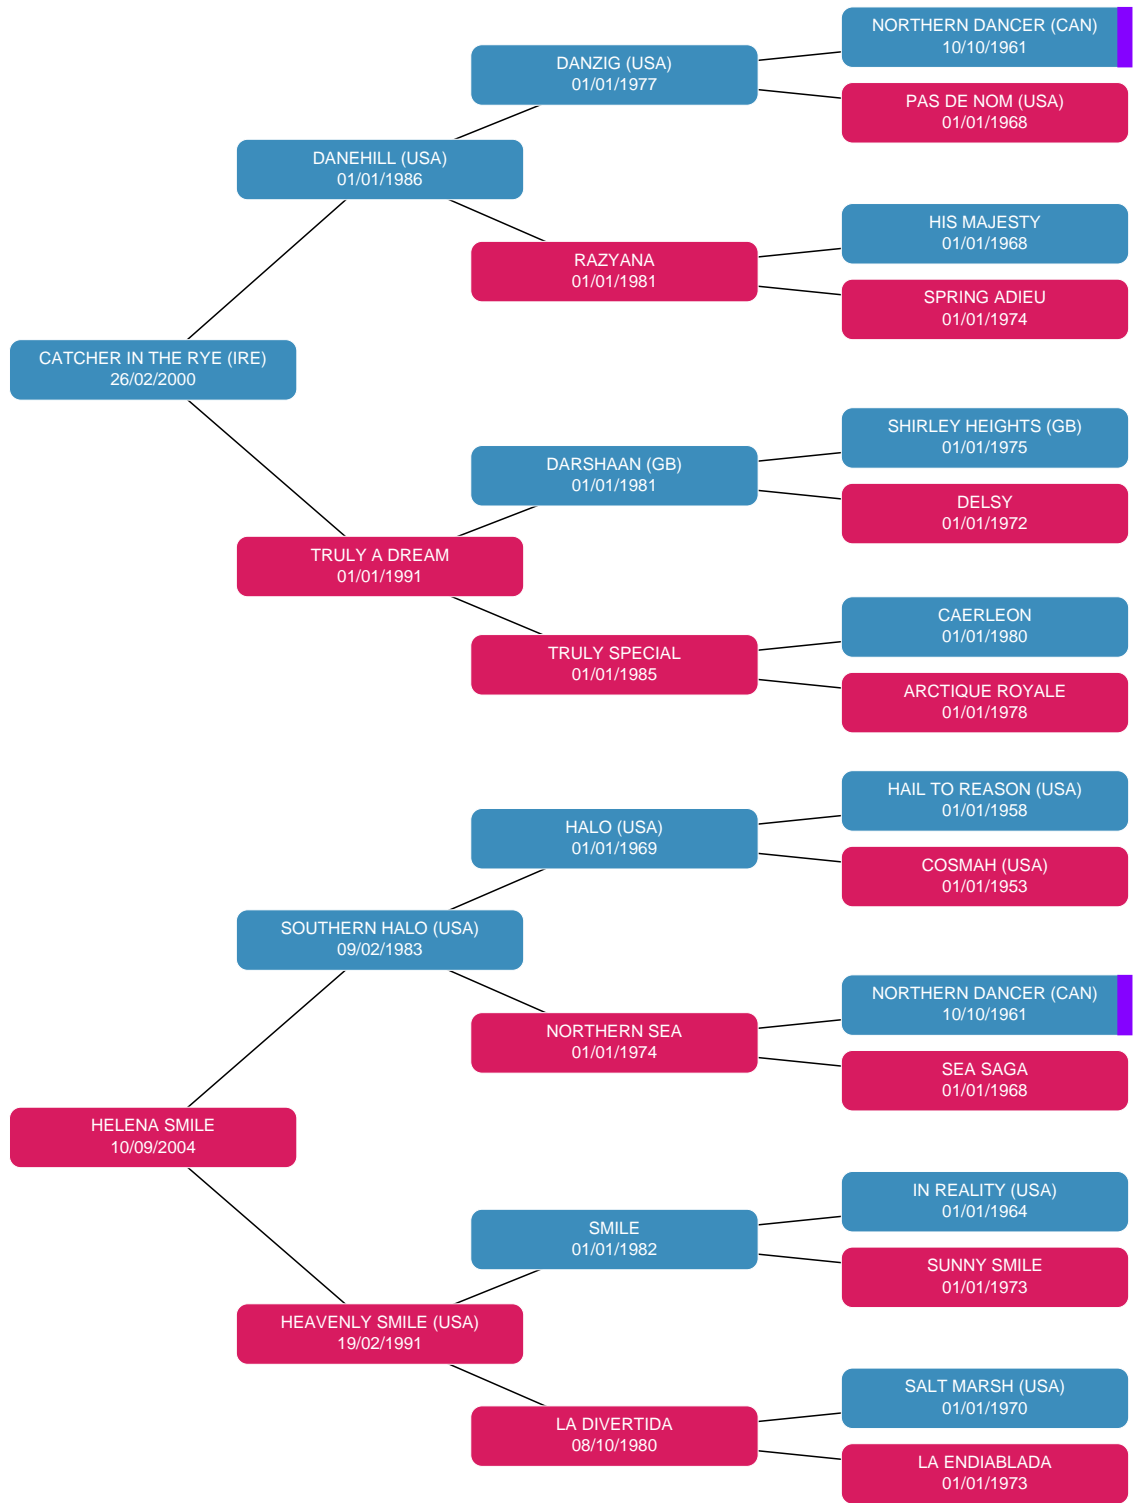 NORTHERN DANCER (CAN)
10/10/1961
DANZIG (USA)
01/01/1977
PAS DE NOM (USA)
01/01/1968
DANEHILL (USA)
01/01/1986
HIS MAJESTY
01/01/1968
RAZYANA
01/01/1981
SPRING ADIEU
01/01/1974
CATCHER IN THE RYE (IRE)
26/02/2000
SHIRLEY HEIGHTS (GB)
01/01/1975
DARSHAAN (GB)
01/01/1981
DELSY
01/01/1972
TRULY A DREAM
01/01/1991
CAERLEON
01/01/1980
TRULY SPECIAL
01/01/1985
ARCTIQUE ROYALE
01/01/1978
HAIL TO REASON (USA)
01/01/1958
HALO (USA)
01/01/1969
COSMAH (USA)
01/01/1953
SOUTHERN HALO (USA)
09/02/1983
NORTHERN DANCER (CAN)
10/10/1961
NORTHERN SEA
01/01/1974
SEA SAGA
01/01/1968
HELENA SMILE
10/09/2004
IN REALITY (USA)
01/01/1964
SMILE
01/01/1982
SUNNY SMILE
01/01/1973
HEAVENLY SMILE (USA)
19/02/1991
SALT MARSH (USA)
01/01/1970
LA DIVERTIDA
08/10/1980
LA ENDIABLADA
01/01/1973